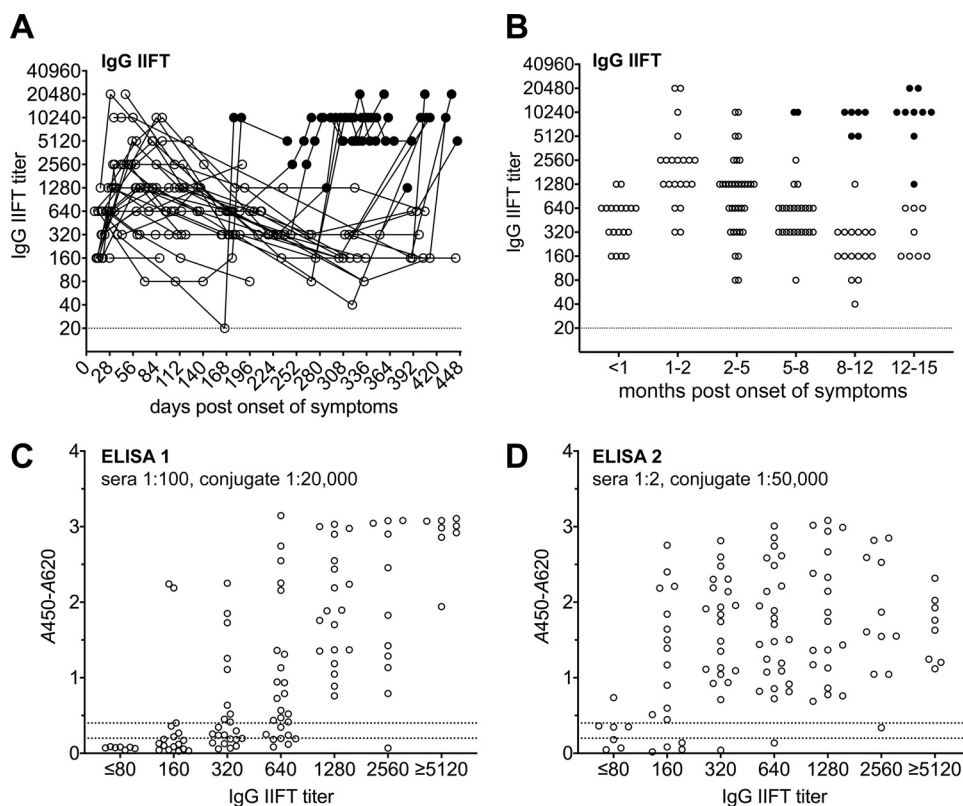 A
IgG IIFT
IgG IIFT titer
40960
20480
10240
5120
2560
1280
640
320
160
80
40
20
0 28 56 84 112 140 168 196 224 252 280 308 336 364 392 420 448
days post onset of symptoms
B
IgG IIFT
IgG IIFT titer
40960
20480
10240
5120
2560
1280
640
320
160
80
40
20
<1 1-2 2-5 5-8 8-12 12-15
months post onset of symptoms
C
ELISA 1
sera 1:100, conjugate 1:20,000
A450-A620
4
3
2
1
0
≤80 160 320 640 1280 2560 ≥5120
IgG IIFT titer
D
ELISA 2
sera 1:2, conjugate 1:50,000
A450-A620
4
3
2
1
0
≤80 160 320 640 1280 2560 ≥5120
IgG IIFT titer